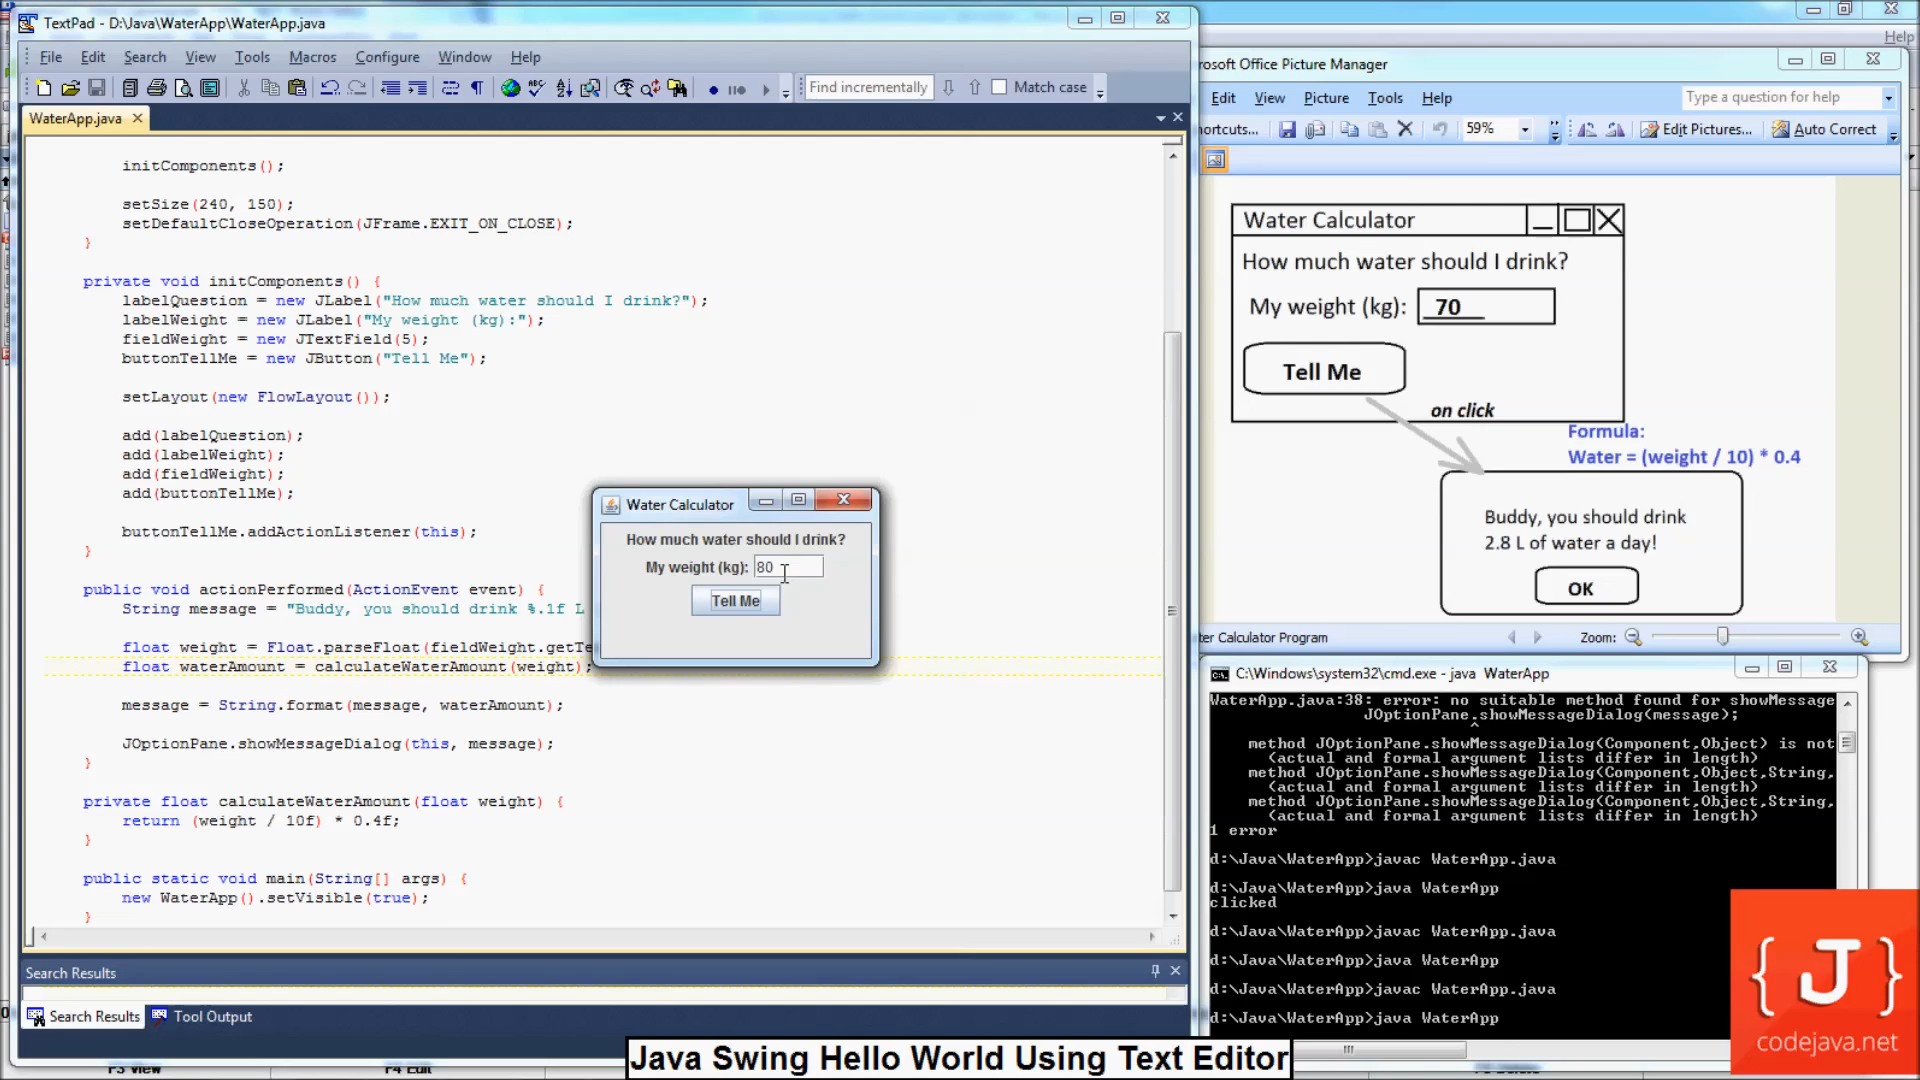 TextPad - D:\Java\WaterApp\WaterApp.java
File Edit Search View Tools Macros Configure Window Help
Find incrementally Match case
WaterApp.java
initComponents();
setSize(240, 150);
setDefaultCloseOperation(JFrame.EXIT_ON_CLOSE);
}
private void initComponents() {
labelQuestion = new JLabel("How much water should I drink?");
labelWeight = new JLabel("My weight (kg):");
fieldWeight = new JTextField(5);
buttonTellMe = new JButton("Tell Me");
setLayout(new FlowLayout());
add(labelQuestion);
add(labelWeight);
add(fieldWeight);
add(buttonTellMe);
buttonTellMe.addActionListener(this);
}
public void actionPerformed(ActionEvent event) {
String message = "Buddy, you should drink %.1f L
float weight = Float.parseFloat(fieldWeight.getTe
float waterAmount = calculateWaterAmount(weight);
message = String.format(message, waterAmount);
JOptionPane.showMessageDialog(this, message);
}
private float calculateWaterAmount(float weight) {
return (weight / 10f) * 0.4f;
}
public static void main(String[] args) {
new WaterApp().setVisible(true);
}
Search Results
Search Results Tool Output
F3 View F4 Edit
Water Calculator
How much water should I drink?
My weight (kg): 80
Tell Me
Help
rosoft Office Picture Manager
Edit View Picture Tools Help Type a question for help
hortcuts... 59% Edit Pictures... Auto Correct
Water Calculator
How much water should I drink?
My weight (kg): 70
Tell Me
on click
Formula:
Water = (weight / 10) * 0.4
Buddy, you should drink
2.8 L of water a day!
OK
ter Calculator Program Zoom:
C:\Windows\system32\cmd.exe - java WaterApp
WaterApp.java:38: error: no suitable method found for showMessage
JOptionPane.showMessageDialog(message);
^
method JOptionPane.showMessageDialog(Component,Object) is not
(actual and formal argument lists differ in length)
method JOptionPane.showMessageDialog(Component,Object,String,
(actual and formal argument lists differ in length)
method JOptionPane.showMessageDialog(Component,Object,String,
(actual and formal argument lists differ in length)
1 error
d:\Java\WaterApp>javac WaterApp.java
d:\Java\WaterApp>java WaterApp
clicked
d:\Java\WaterApp>javac WaterApp.java
d:\Java\WaterApp>java WaterApp
d:\Java\WaterApp>javac WaterApp.java
d:\Java\WaterApp>java WaterApp
{ J }
codejava.net
Java Swing Hello World Using Text Editor